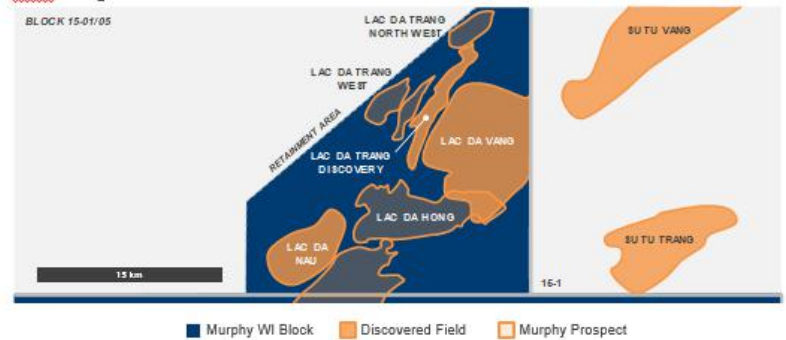 BLOCK 15-01/05
LAC DA TRANG
NORTH WEST
SU TU VANG
LAC DA TRANG
WEST
RETAINMENT AREA
LAC DA VANG
LAC DA TRANG
DISCOVERY
LAC DA HONG
LAC DA
NAU
SU TU TRANG
15 km
15-1
Murphy WI Block
Discovered Field
Murphy Prospect